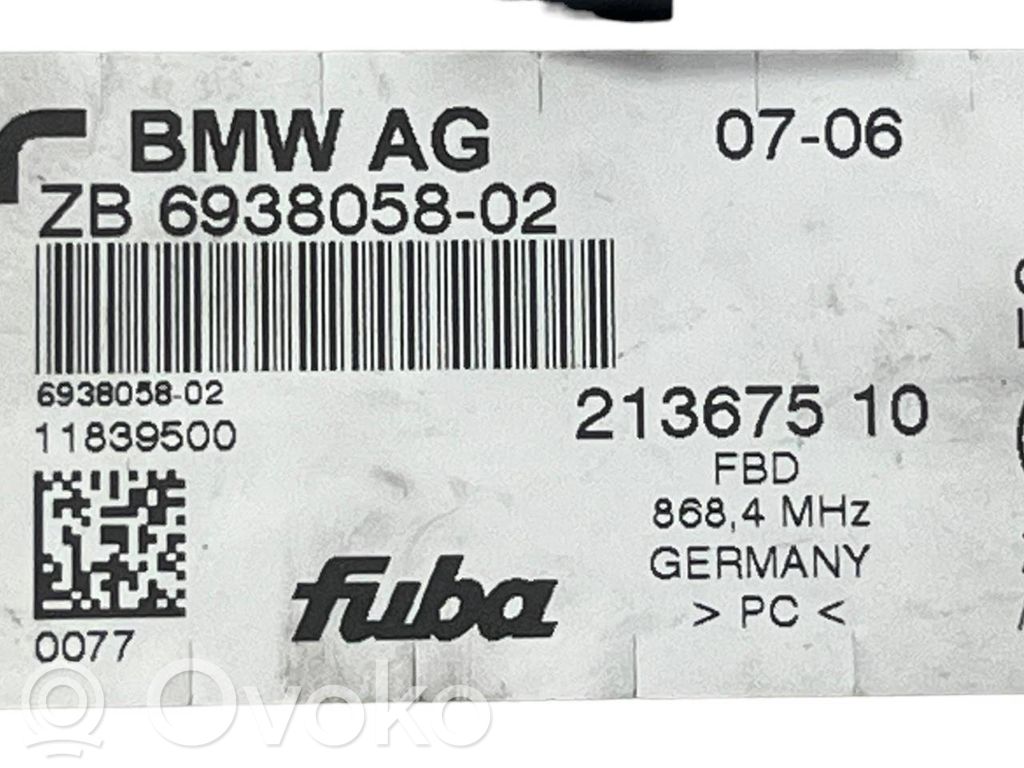 BMW AG 07-06
ZB 6938058-02
6938058-02
11839500
213675 10
FBD
868,4 MHz
GERMANY
> PC <
fuba
0077
Ovoko